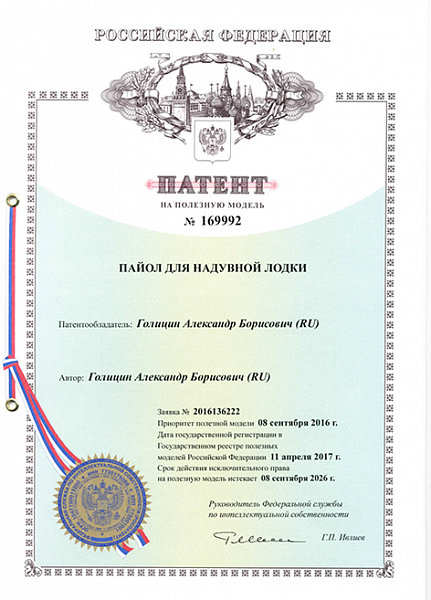 РОССИЙСКАЯ ФЕДЕРАЦИЯ
ПАТЕНТ
НА ПОЛЕЗНУЮ МОДЕЛЬ
№ 169992
ПАЙОЛ ДЛЯ НАДУВНОЙ ЛОДКИ
Патентообладатель: Голицин Александр Борисович (RU)
Автор: Голицин Александр Борисович (RU)
Заявка № 2016136222
Приоритет полезной модели 08 сентября 2016 г.
Дата государственной регистрации в
Государственном реестре полезных
моделей Российской Федерации 11 апреля 2017 г.
Срок действия исключительного права
на полезную модель истекает 08 сентября 2026 г.
Руководитель Федеральной службы
по интеллектуальной собственности
Г.П. Ивлиев